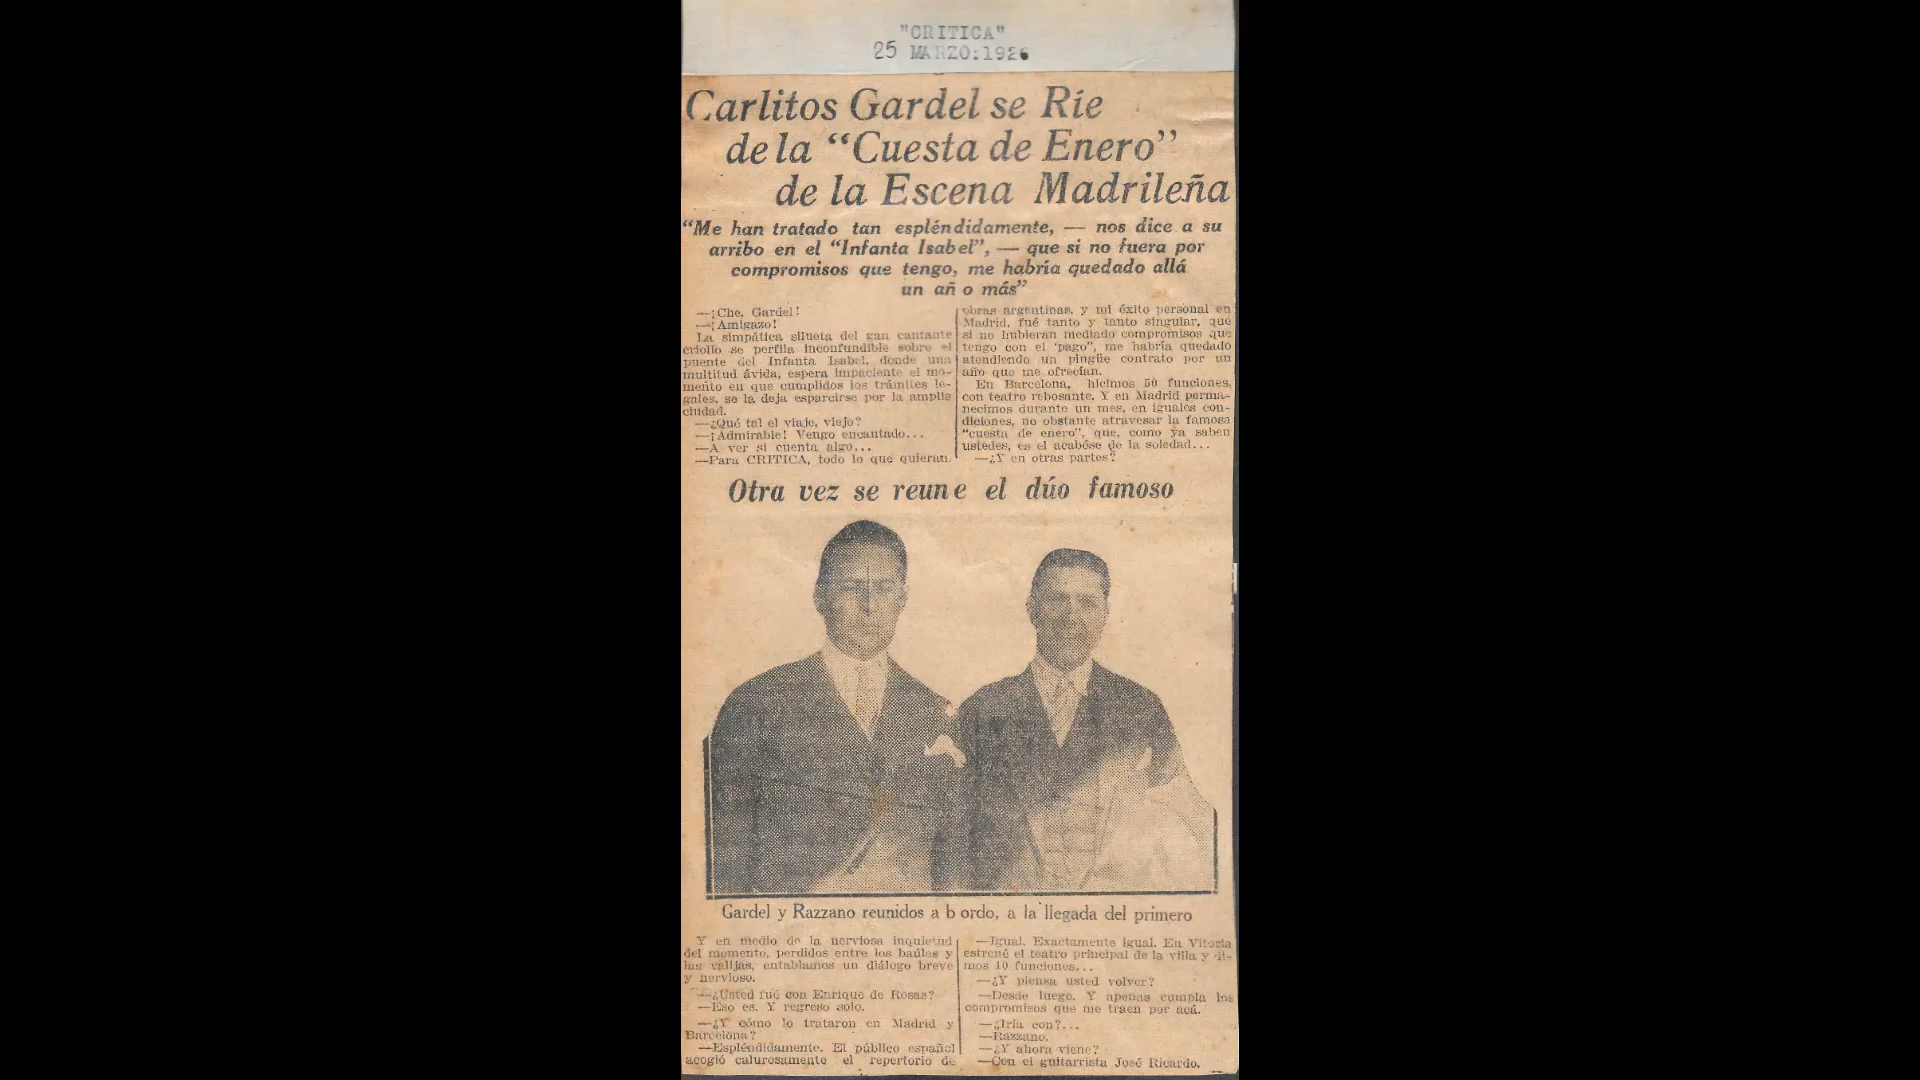 "CRITICA"
25 MARZO:1926
Carlitos Gardel se Ríe
de la “Cuesta de Enero”
de la Escena Madrileña
“Me han tratado tan espléndidamente, — nos dice a su
arribo en el “Infanta Isabel”, — que si no fuera por
compromisos que tengo, me habría quedado allá
un añ o más”
—¡Che, Gardel!
—¡Amigazo!
La simpática silueta del gan cantante
criollo se perfila inconfundible sobre el
puente del Infanta Isabel, donde una
multitud ávida, espera impaciente el mo-
mento en que cumplidos los trámites le-
gales, se la deja esparcirse por la amplia
ciudad.
—¿Qué tal el viaje, viejo?
—¡Admirable! Vengo encantado...
—A ver si cuenta algo...
—Para CRITICA, todo lo que quieran.
obras argentinas, y mi éxito personal en
Madrid, fué tanto y tanto singular, que
si no hubieran mediado compromisos que
tengo con el 'pago", me habría quedado
atendiendo un pingüe contrato por un
año que me ofrecían.
En Barcelona, hicimos 50 funciones,
con teatro rebosante. Y en Madrid perma-
necimos durante un mes, en iguales con-
diciones, no obstante atravesar la famosa
"cuesta de enero", que, como ya saben
ustedes, es el acabóse de la soledad...
—¿Y en otras partes?
Otra vez se reune el dúo famoso
Gardel y Razzano reunidos a b ordo, a la llegada del primero
Y en medio de la nerviosa inquietud
del momento, perdidos entre los baúles y
las valijas, entablamos un diálogo breve
y nervioso.
—¿Usted fué con Enrique de Rosas?
—Eso es. Y regreso solo.
—¿Y cómo lo trataron en Madrid y
Barcelona?
—Espléndidamente. El público español
acogió calurosamente el repertorio de
—Igual. Exactamente igual. En Vitoria
estrené el teatro principal de la villa y di-
mos 10 funciones...
—¿Y piensa usted volver?
—Desde luego. Y apenas cumpla los
compromisos que me traen por acá.
—¿Iría con?...
—Razzano.
—¿Y ahora viene?
—Con el guitarrista José Ricardo.